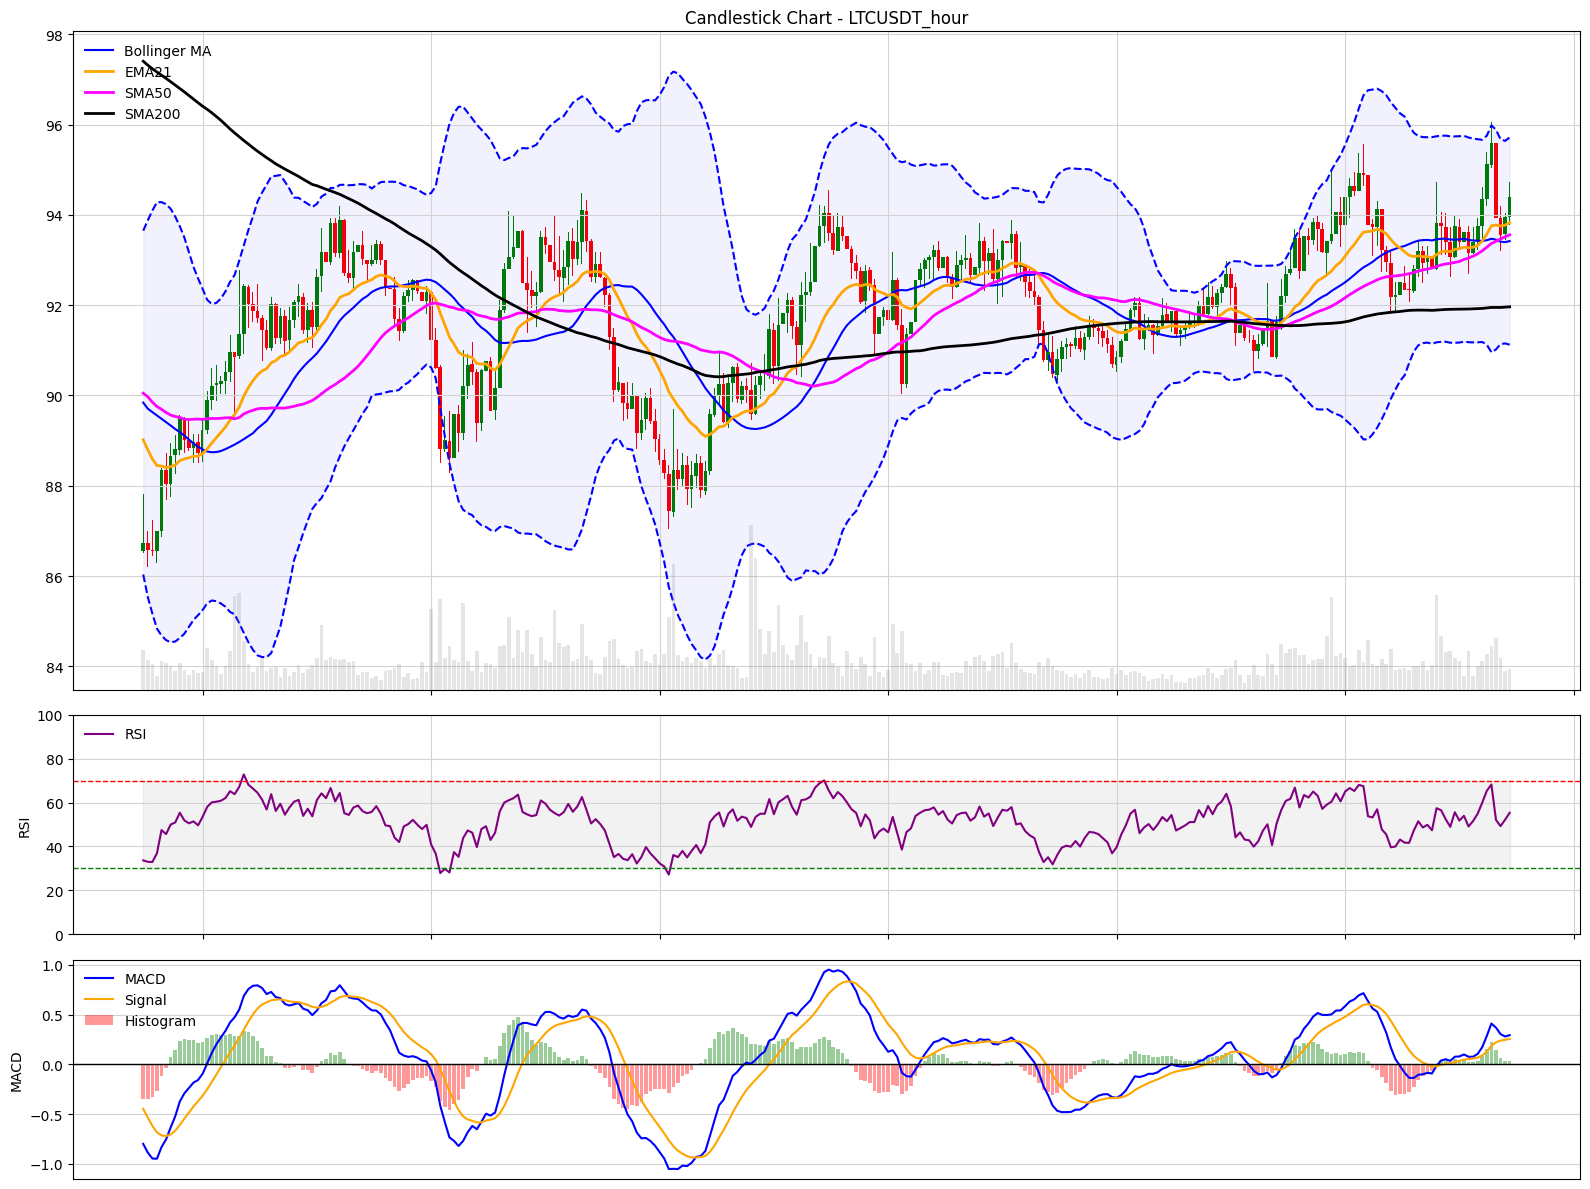 Candlestick Chart - LTCUSDT_hour
98
96
94
92
90
88
86
84
Bollinger MA
EMA21
SMA50
SMA200
100
80
60
40
20
0
RSI
RSI
1.0
0.5
0.0
−0.5
−1.0
MACD
MACD
Signal
Histogram